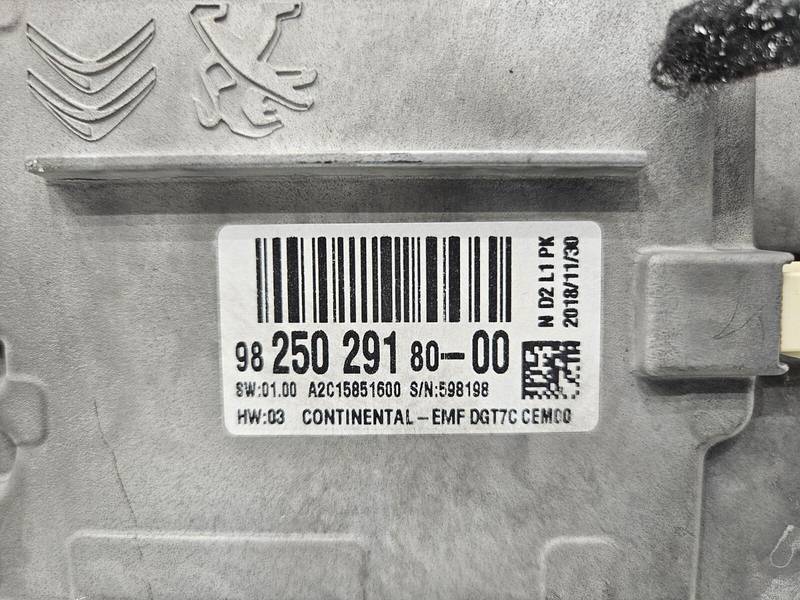 98 250 291 80-00
SW:01.00 A2C15851600 S/N:598198
HW:03 CONTINENTAL-EMF DGT7C CEM00
N D2 L1 PK
2018/11/30